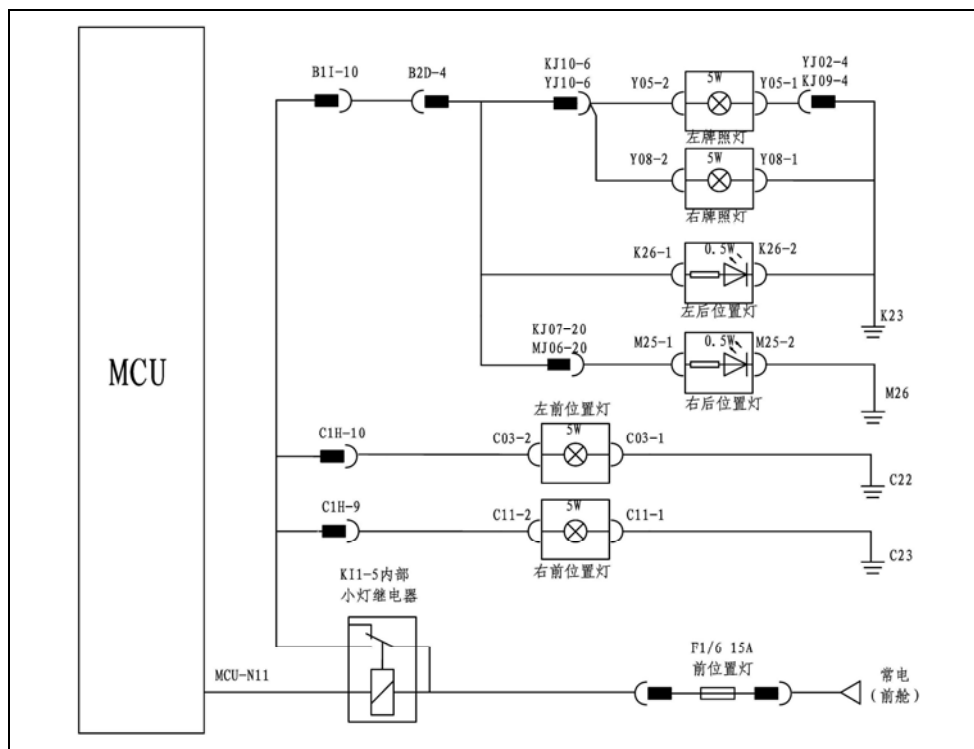 MCU
B1I-10
B2D-4
KJ10-6
YJ10-6
Y05-2
5W
Y05-1
YJ02-4
KJ09-4
左牌照灯
Y08-2
5W
Y08-1
右牌照灯
K26-1
0.5W
K26-2
左后位置灯
K23
KJ07-20
MJ06-20
M25-1
0.5W
M25-2
右后位置灯
M26
左前位置灯
C1H-10
C03-2
5W
C03-1
C22
C1H-9
C11-2
5W
C11-1
右前位置灯
C23
KI1-5内部
小灯继电器
MCU-N11
F1/6 15A
前位置灯
常电
(前舱)